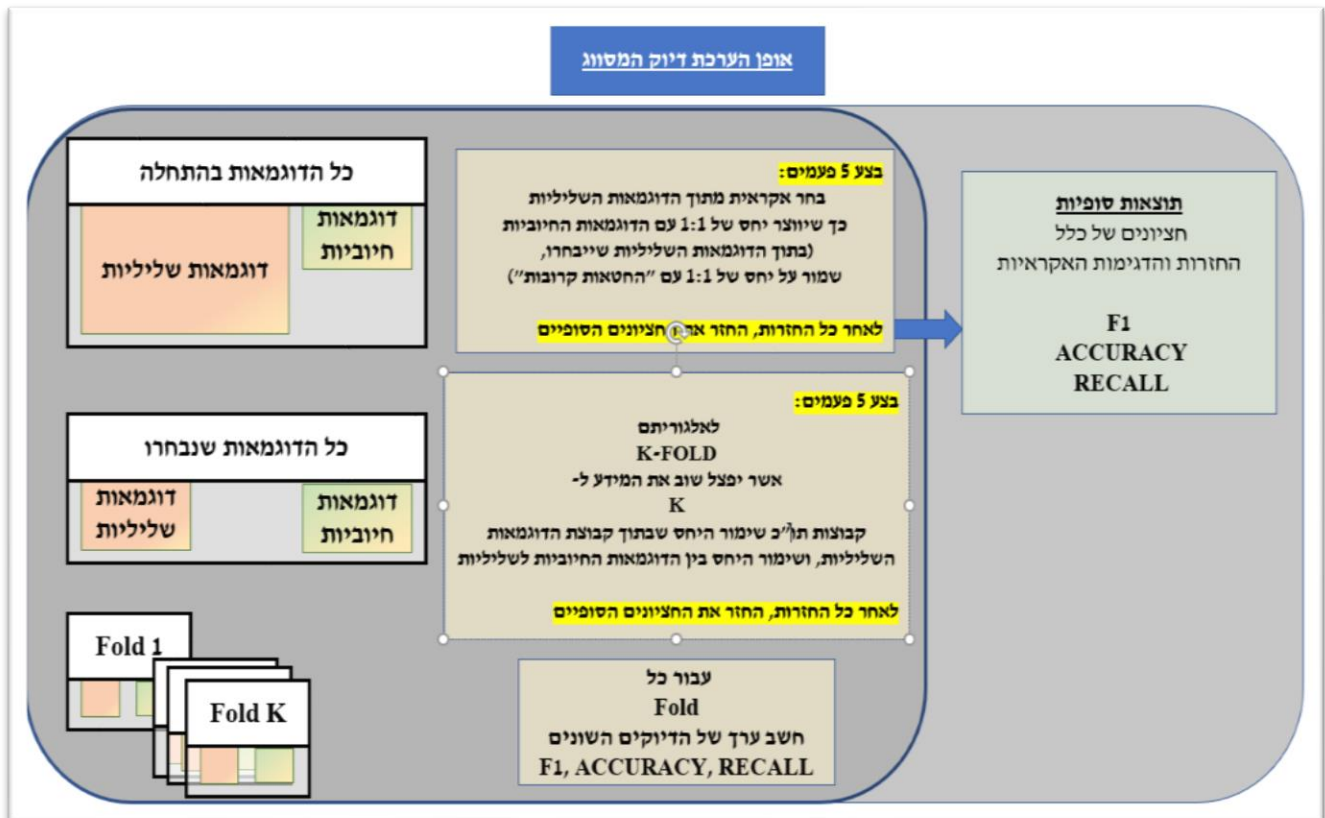 אופן הערכת דיוק המסווג
כל הדוגמאות בהתחלה
דוגמאות
חיוביות
דוגמאות שליליות
בצע 5 פעמים:
בחר אקראית מתוך הדוגמאות השליליות
כך שיווצר יחס של 1:1 עם הדוגמאות החיוביות
(בתוך הדוגמאות השליליות שייבחרו,
שמור על יחס של 1:1 עם "החטאות קרובות")
לאחר כל החזרות, החזר חציונים הסופיים
תוצאות סופיות
חציונים של כלל
החזרות והדגימות האקראיות
F1
ACCURACY
RECALL
כל הדוגמאות שנבחרו
דוגמאות
חיוביות
דוגמאות
שליליות
בצע 5 פעמים:
לאלגוריתם
K-FOLD
אשר יפצל שוב את המידע ל-
K
קבוצות תו"כ שימור היחס שבתוך קבוצת הדוגמאות
השליליות, ושימור היחס בין הדוגמאות החיוביות לשליליות
לאחר כל החזרות, החזר את החציונים הסופיים
Fold 1
Fold K
עבור כל
Fold
חשב ערך של הדיוקים השונים
F1, ACCURACY, RECALL